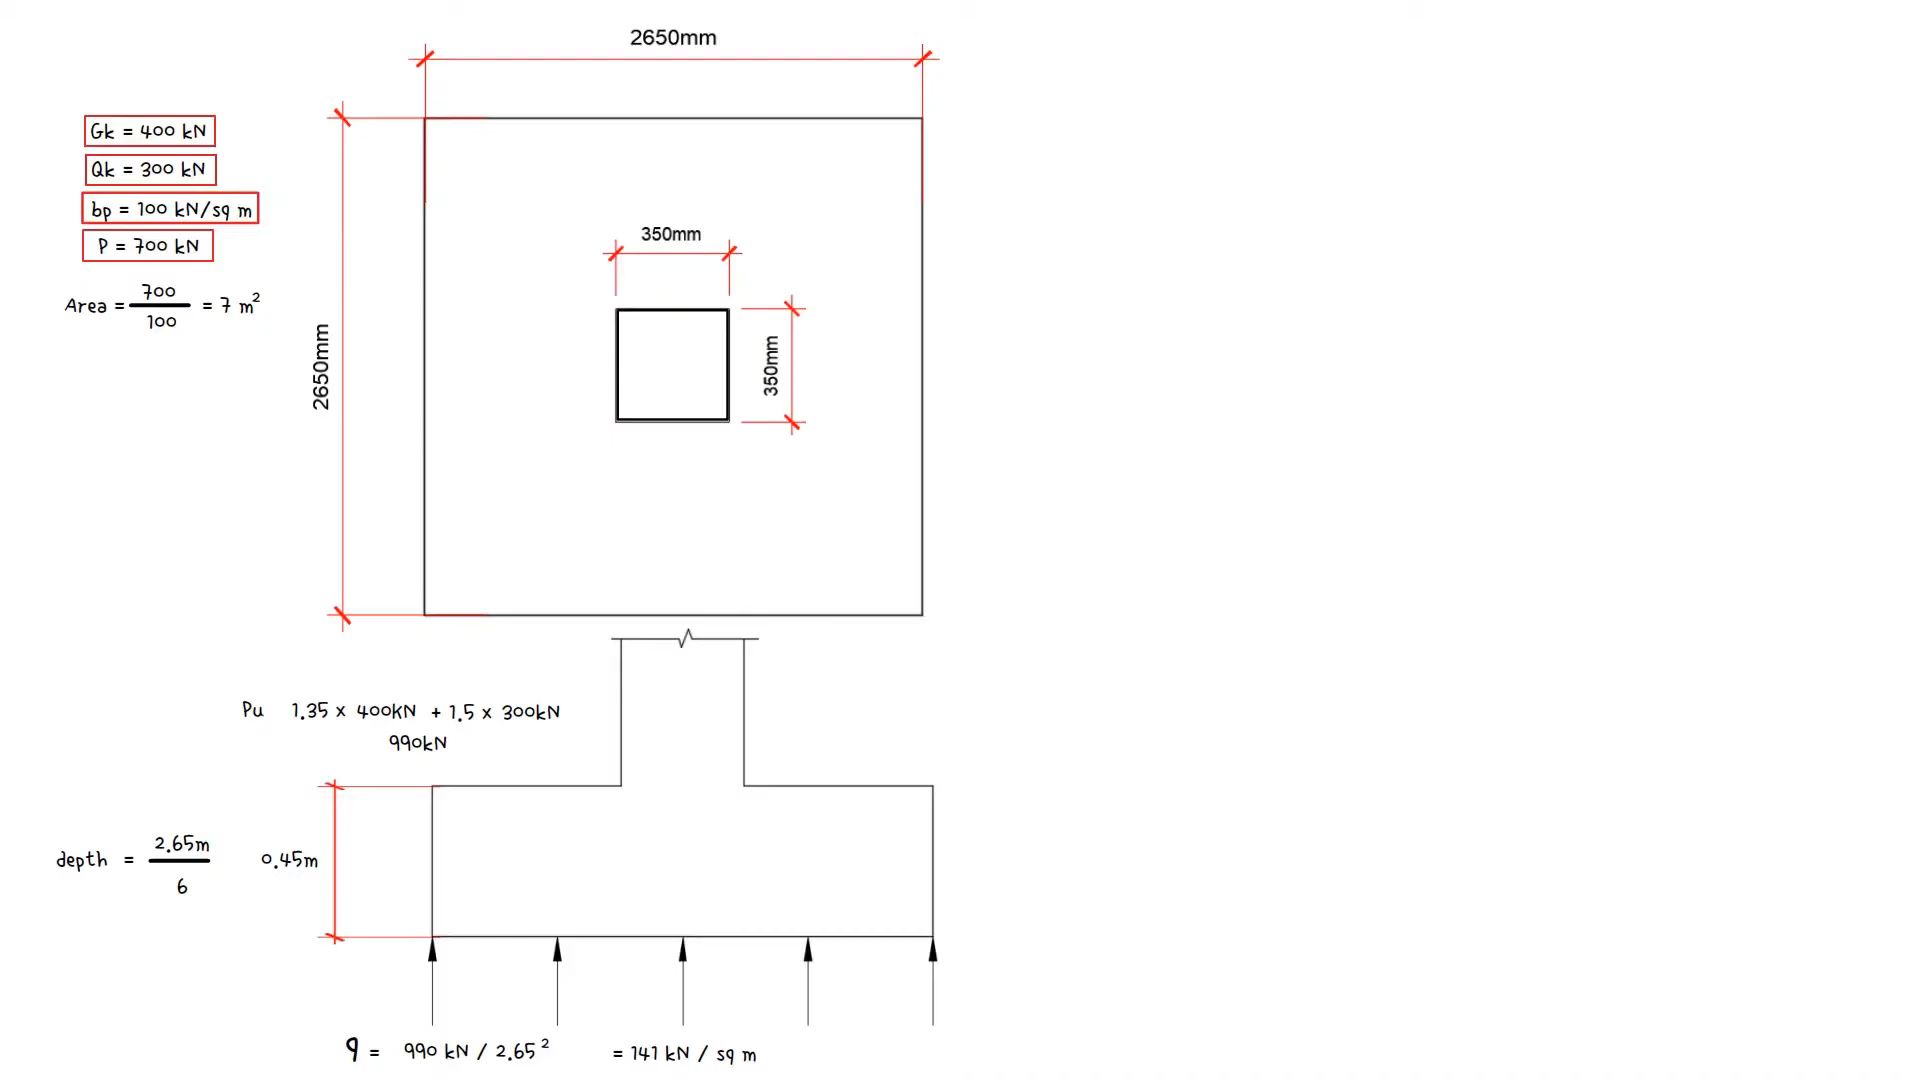 2650mm
Gk = 400 kN
Qk = 300 kN
bp = 100 kN/sq m
P = 700 kN
Area = 700 / 100 = 7 m²
350mm
350mm
2650mm
Pu 1.35 x 400kN + 1.5 x 300kN
990kN
depth = 2.65m / 6 0.45m
q = 990 kN / 2.65² = 141 kN / sq m